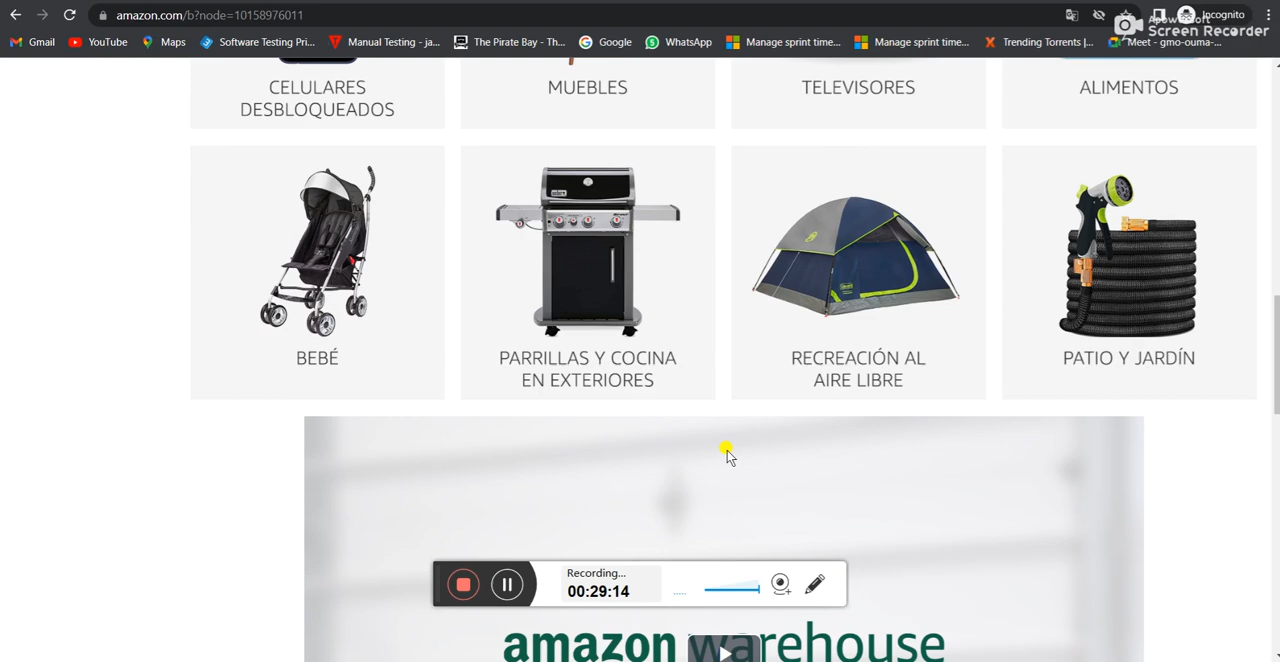 amazon.com/b?node=10158976011
Incognito
Apowersoft
Screen Recorder
Gmail
YouTube
Maps
Software Testing Pri...
Manual Testing - ja...
The Pirate Bay - Th...
Google
WhatsApp
Manage sprint time...
Manage sprint time...
Trending Torrents |...
Meet - gmo-ouma-...
CELULARES
DESBLOQUEADOS
MUEBLES
TELEVISORES
ALIMENTOS
BEBÉ
PARRILLAS Y COCINA
EN EXTERIORES
RECREACIÓN AL
AIRE LIBRE
PATIO Y JARDÍN
Recording...
00:29:14
amazon warehouse